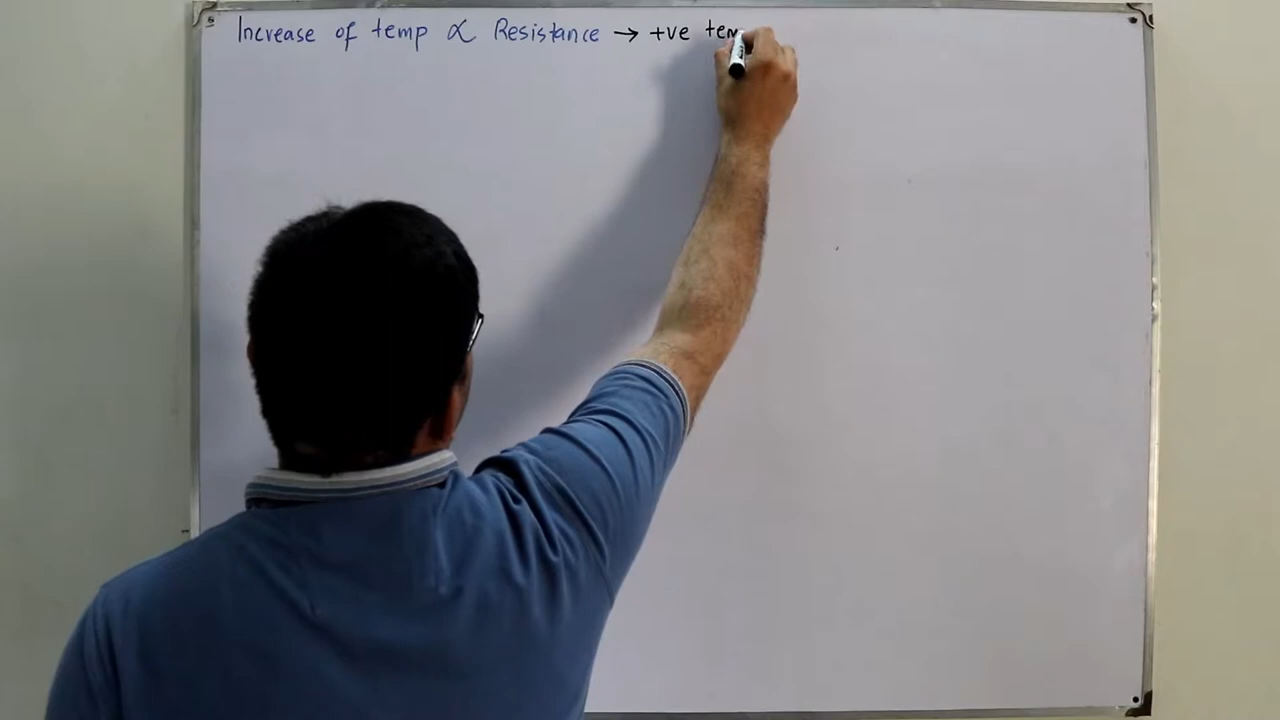 Increase of temp ∝ Resistance → +ve tem